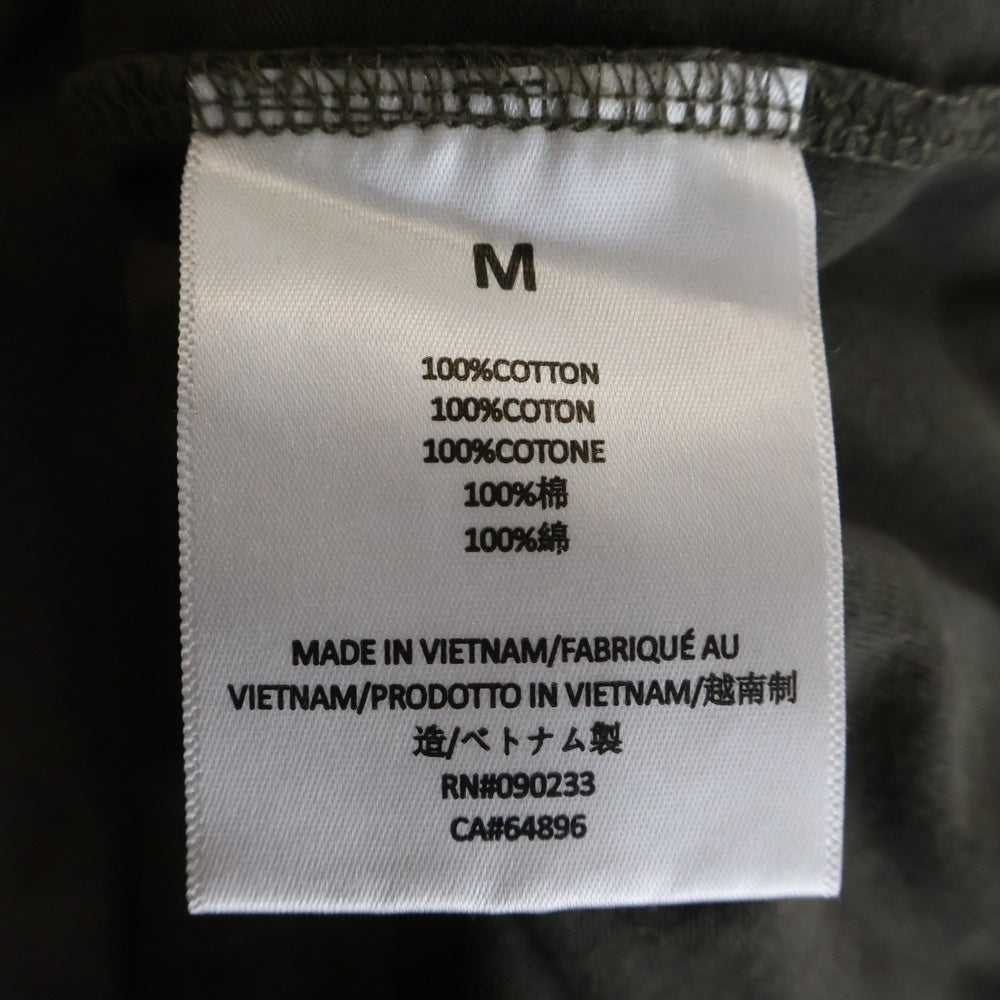 M
100%COTTON
100%COTON
100%COTONE
100%棉
100%綿
MADE IN VIETNAM/FABRIQUÉ AU
VIETNAM/PRODOTTO IN VIETNAM/越南制
造/ベトナム製
RN#090233
CA#64896